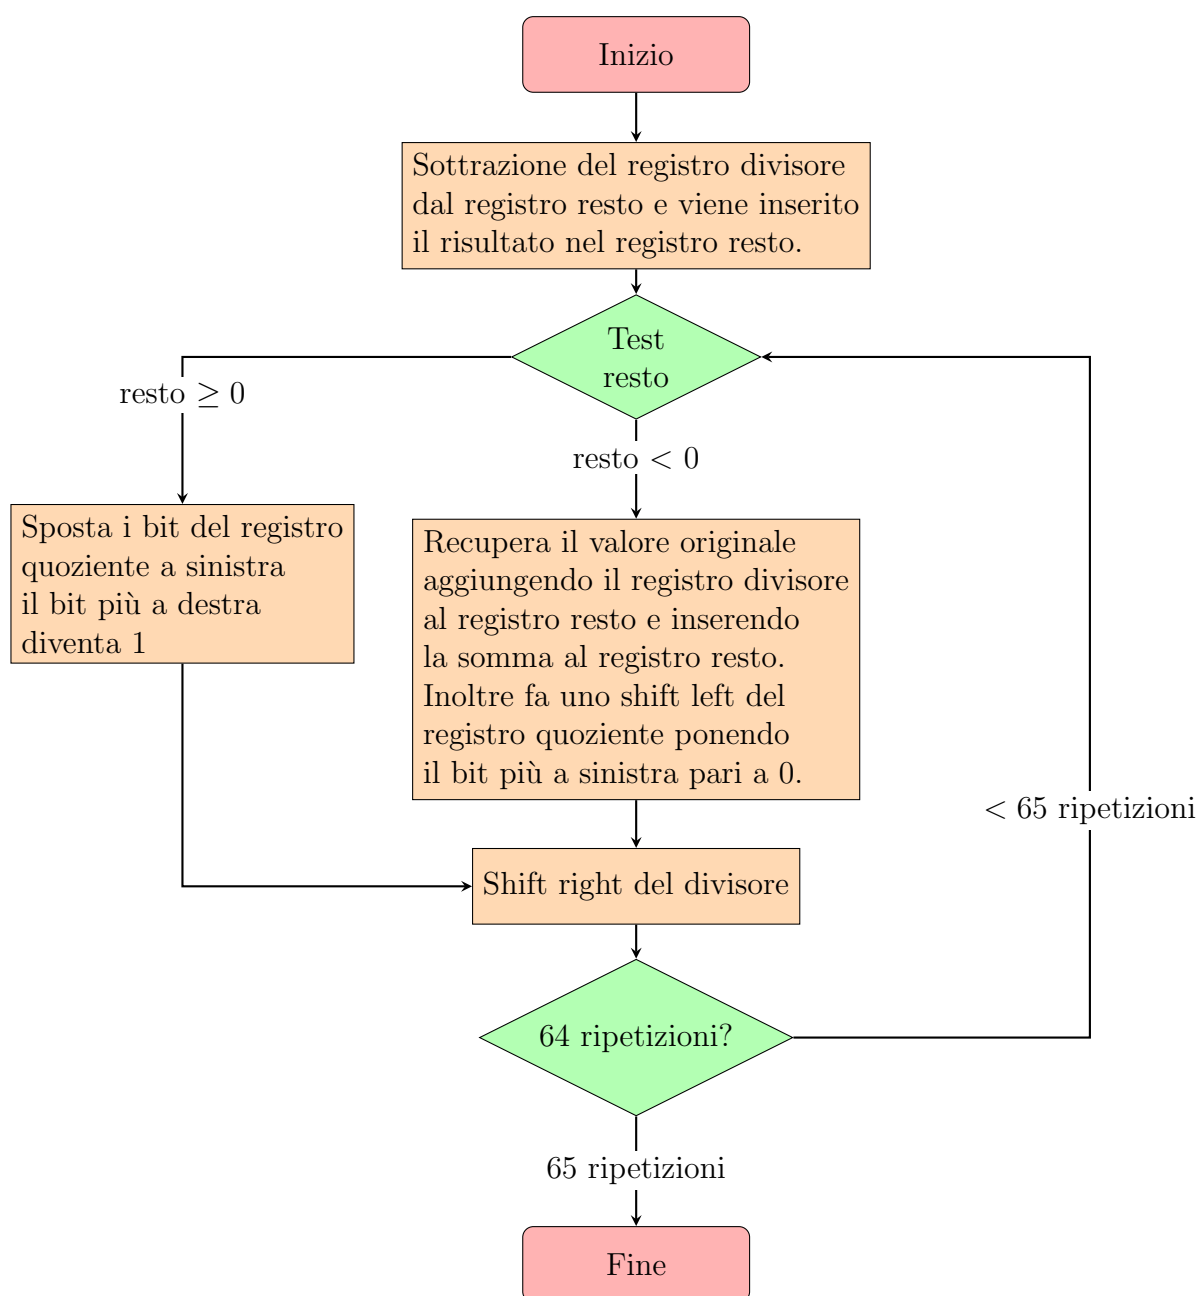 Inizio
Sottrazione del registro divisore
dal registro resto e viene inserito
il risultato nel registro resto.
Test
resto
resto ≥ 0
resto < 0
Sposta i bit del registro
quoziente a sinistra
il bit più a destra
diventa 1
Recupera il valore originale
aggiungendo il registro divisore
al registro resto e inserendo
la somma al registro resto.
Inoltre fa uno shift left del
registro quoziente ponendo
il bit più a sinistra pari a 0.
< 65 ripetizioni
Shift right del divisore
64 ripetizioni?
65 ripetizioni
Fine